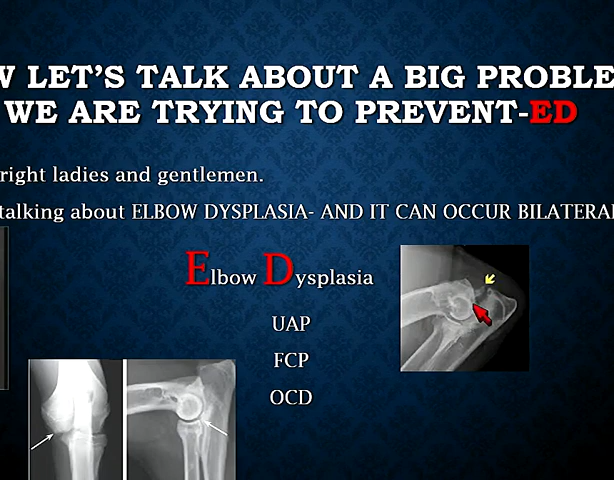 W LET'S TALK ABOUT A BIG PROBLE
WE ARE TRYING TO PREVENT-ED
right ladies and gentlemen.
talking about ELBOW DYSPLASIA- AND IT CAN OCCUR BILATERAL
Elbow Dysplasia
UAP
FCP
OCD